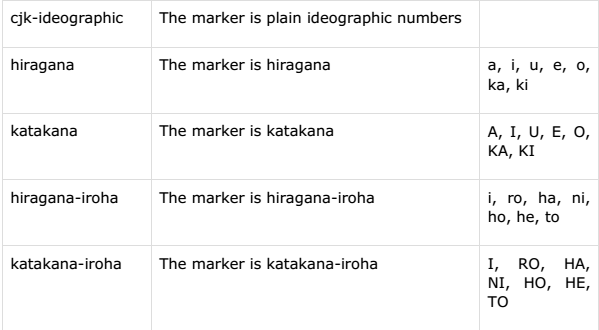 cjk-ideographic The marker is plain ideographic numbers
hiragana The marker is hiragana a, i, u, e, o,
ka, ki
katakana The marker is katakana A, I, U, E, O,
KA, KI
hiragana-iroha The marker is hiragana-iroha i, ro, ha, ni,
ho, he, to
katakana-iroha The marker is katakana-iroha I, RO, HA,
NI, HO, HE,
TO